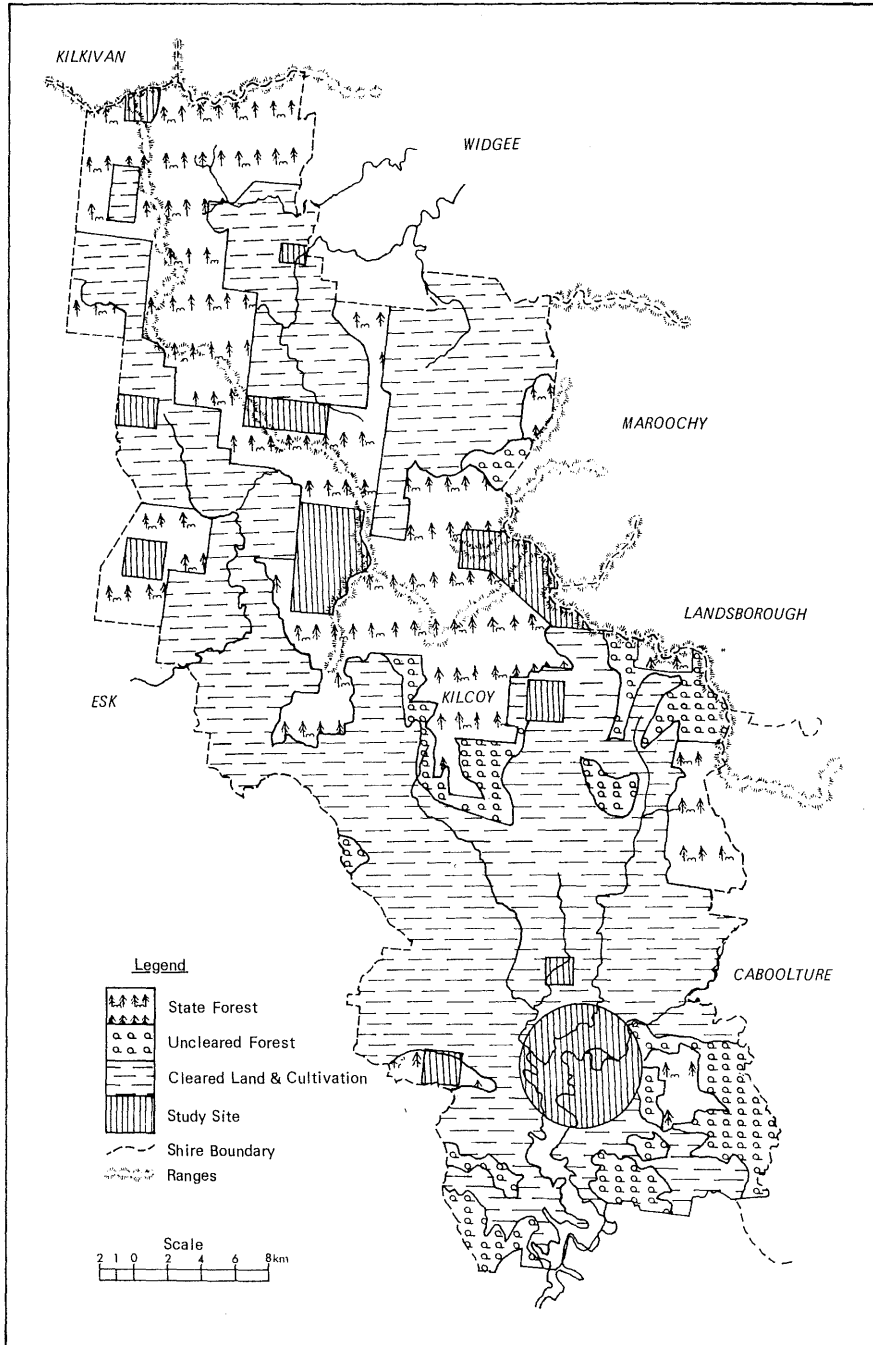 KILKIVAN
WIDGEE
MAROOCHY
LANDSBOROUGH
ESK
KILCOY
CABOOLTURE
Legend
State Forest
Uncleared Forest
Cleared Land & Cultivation
Study Site
Shire Boundary
Ranges
Scale
2 1 0 2 4 6 8km